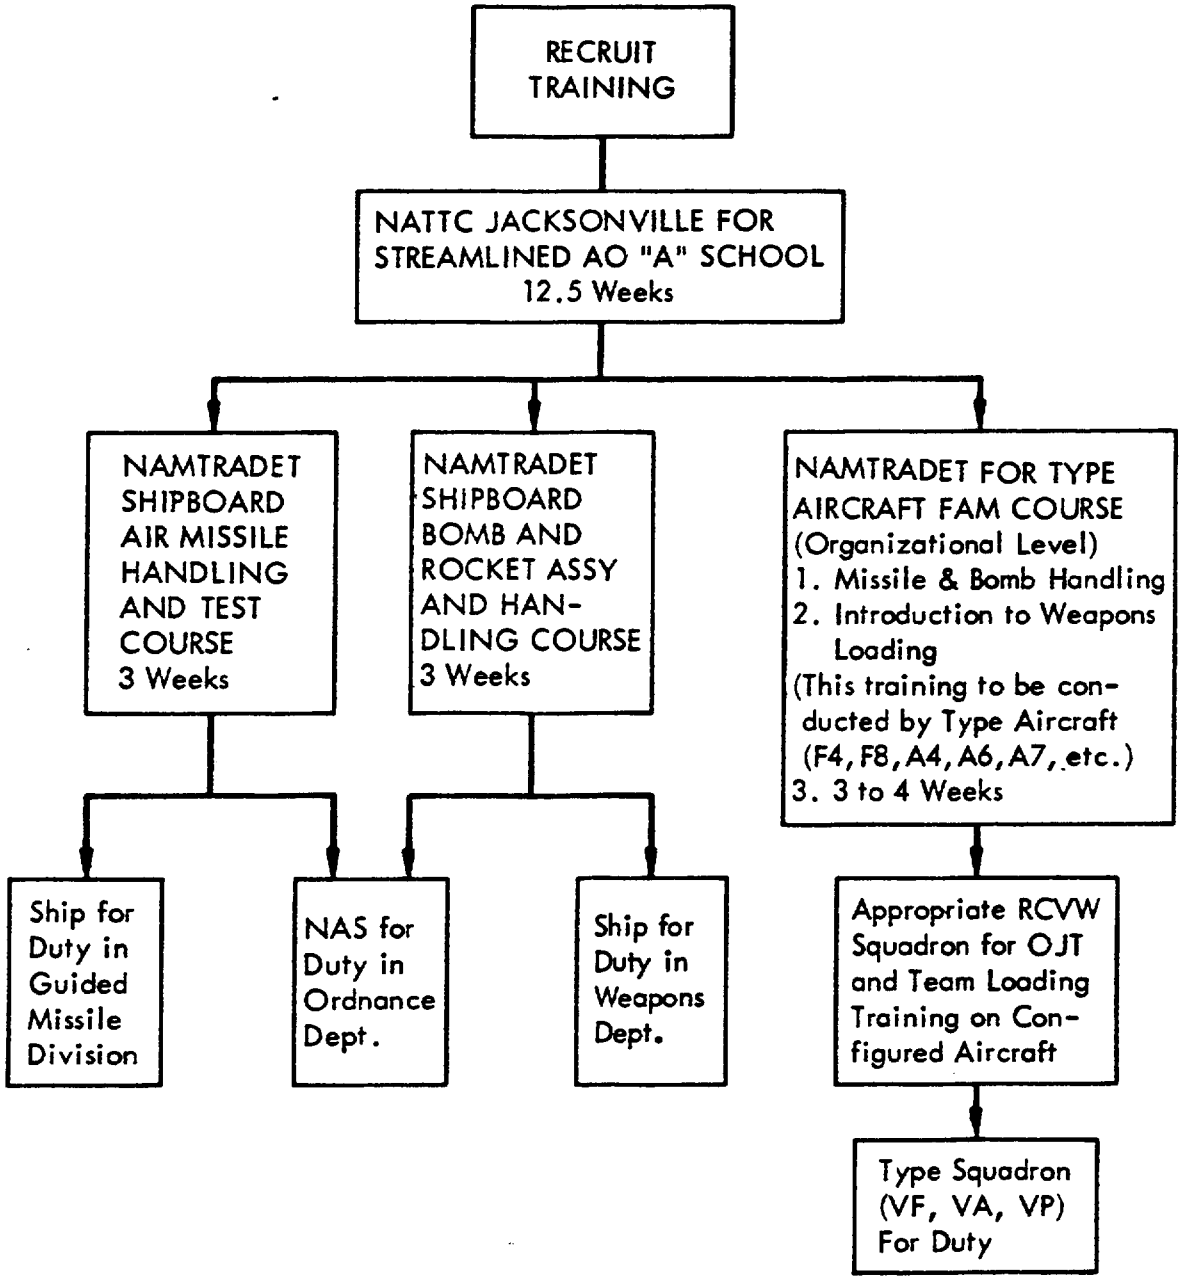 RECRUIT
TRAINING
NATTC JACKSONVILLE FOR
STREAMLINED AO "A" SCHOOL
12.5 Weeks
NAMTRADET
SHIPBOARD
AIR MISSILE
HANDLING
AND TEST
COURSE
3 Weeks
NAMTRADET
SHIPBOARD
BOMB AND
ROCKET ASSY
AND HAN-
DLING COURSE
3 Weeks
NAMTRADET FOR TYPE
AIRCRAFT FAM COURSE
(Organizational Level)
1. Missile & Bomb Handling
2. Introduction to Weapons
Loading
(This training to be con-
ducted by Type Aircraft
(F4, F8, A4, A6, A7, etc.)
3. 3 to 4 Weeks
Ship for
Duty in
Guided
Missile
Division
NAS for
Duty in
Ordnance
Dept.
Ship for
Duty in
Weapons
Dept.
Appropriate RCVW
Squadron for OJT
and Team Loading
Training on Con-
figured Aircraft
Type Squadron
(VF, VA, VP)
For Duty